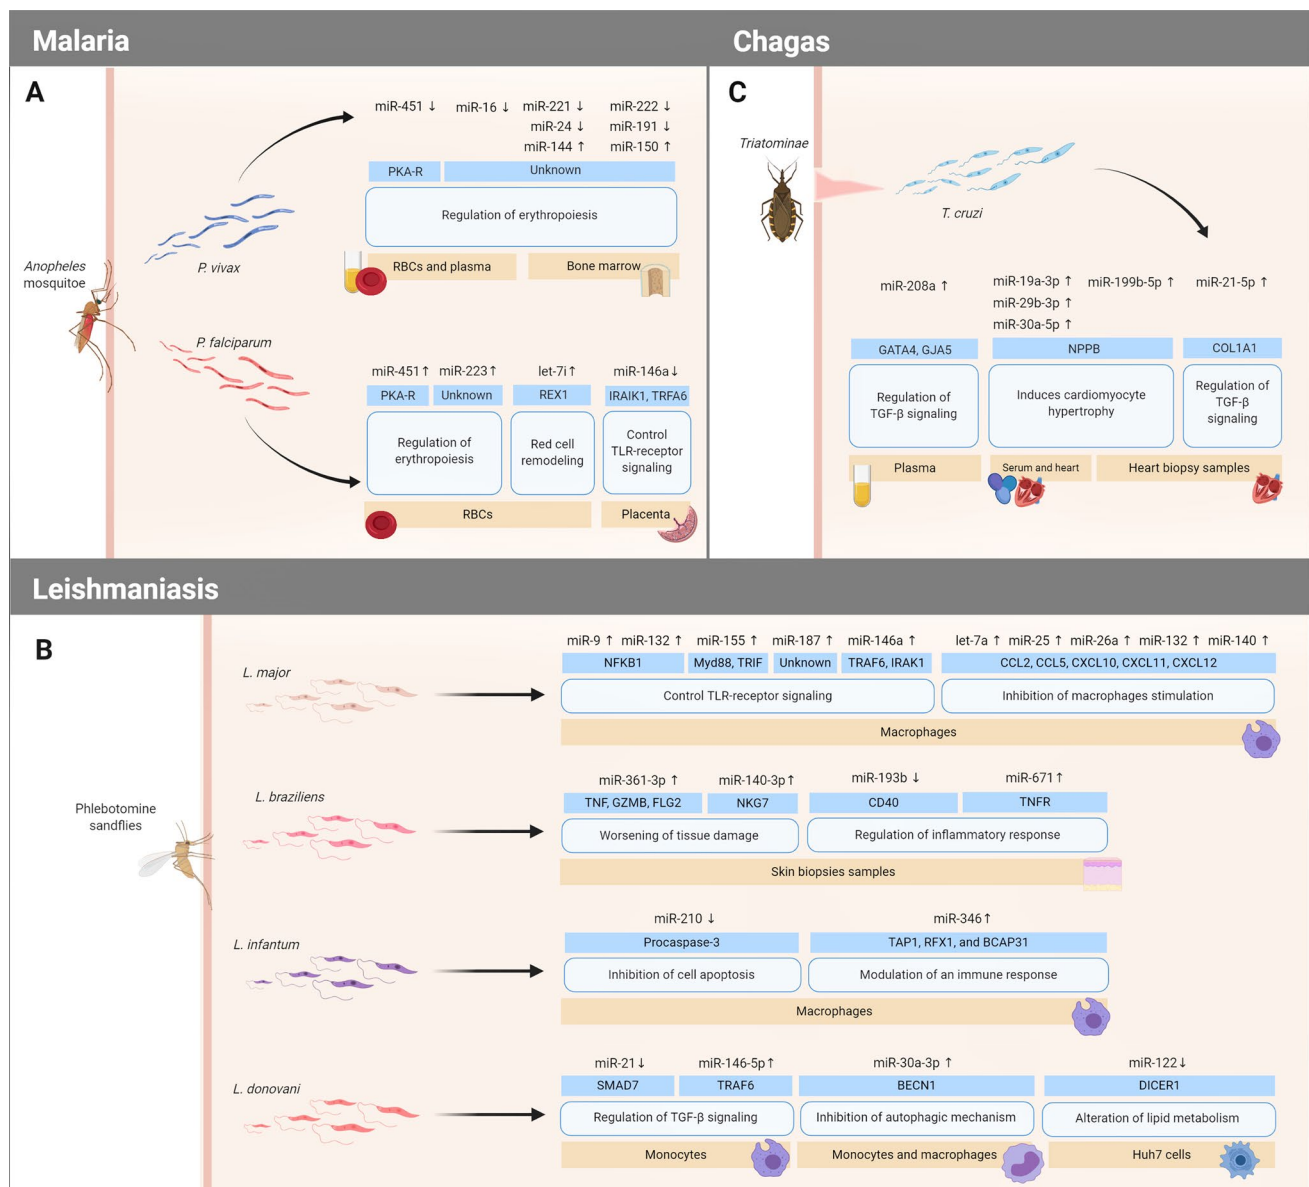 Malaria
A
Anopheles
mosquitoe
P. vivax
P. falciparum
miR-451 ↓ miR-16 ↓ miR-221 ↓ miR-222 ↓
miR-24 ↓ miR-191 ↓
miR-144 ↑ miR-150 ↑
PKA-R Unknown
Regulation of erythropoiesis
RBCs and plasma Bone marrow
miR-451↑ miR-223↑ let-7i↑ miR-146a↓
PKA-R Unknown REX1 IRAIK1, TRFA6
Regulation of
erythropoiesis
Red cell
remodeling
Control
TLR-receptor
signaling
RBCs Placenta
Chagas
C
Triatominae
T. cruzi
miR-208a ↑
miR-19a-3p ↑
miR-29b-3p ↑
miR-30a-5p ↑
miR-199b-5p ↑
miR-21-5p ↑
GATA4, GJA5 NPPB COL1A1
Regulation of
TGF-β signaling
Induces cardiomyocyte
hypertrophy
Regulation of
TGF-β
signaling
Plasma Serum and heart Heart biopsy samples
Leishmaniasis
B
Phlebotomine
sandflies
L. major
miR-9 ↑ miR-132 ↑ miR-155 ↑ miR-187 ↑ miR-146a ↑ let-7a ↑ miR-25 ↑ miR-26a ↑ miR-132 ↑ miR-140 ↑
NFKB1 Myd88, TRIF Unknown TRAF6, IRAK1 CCL2, CCL5, CXCL10, CXCL11, CXCL12
Control TLR-receptor signaling Inhibition of macrophages stimulation
Macrophages
L. braziliens
miR-361-3p ↑ miR-140-3p↑ miR-193b ↓ miR-671↑
TNF, GZMB, FLG2 NKG7 CD40 TNFR
Worsening of tissue damage Regulation of inflammatory response
Skin biopsies samples
L. infantum
miR-210 ↓ miR-346↑
Procaspase-3 TAP1, RFX1, and BCAP31
Inhibition of cell apoptosis Modulation of an immune response
Macrophages
L. donovani
miR-21↓ miR-146-5p↑ miR-30a-3p ↑ miR-122↓
SMAD7 TRAF6 BECN1 DICER1
Regulation of TGF-β signaling Inhibition of autophagic mechanism Alteration of lipid metabolism
Monocytes Monocytes and macrophages Huh7 cells